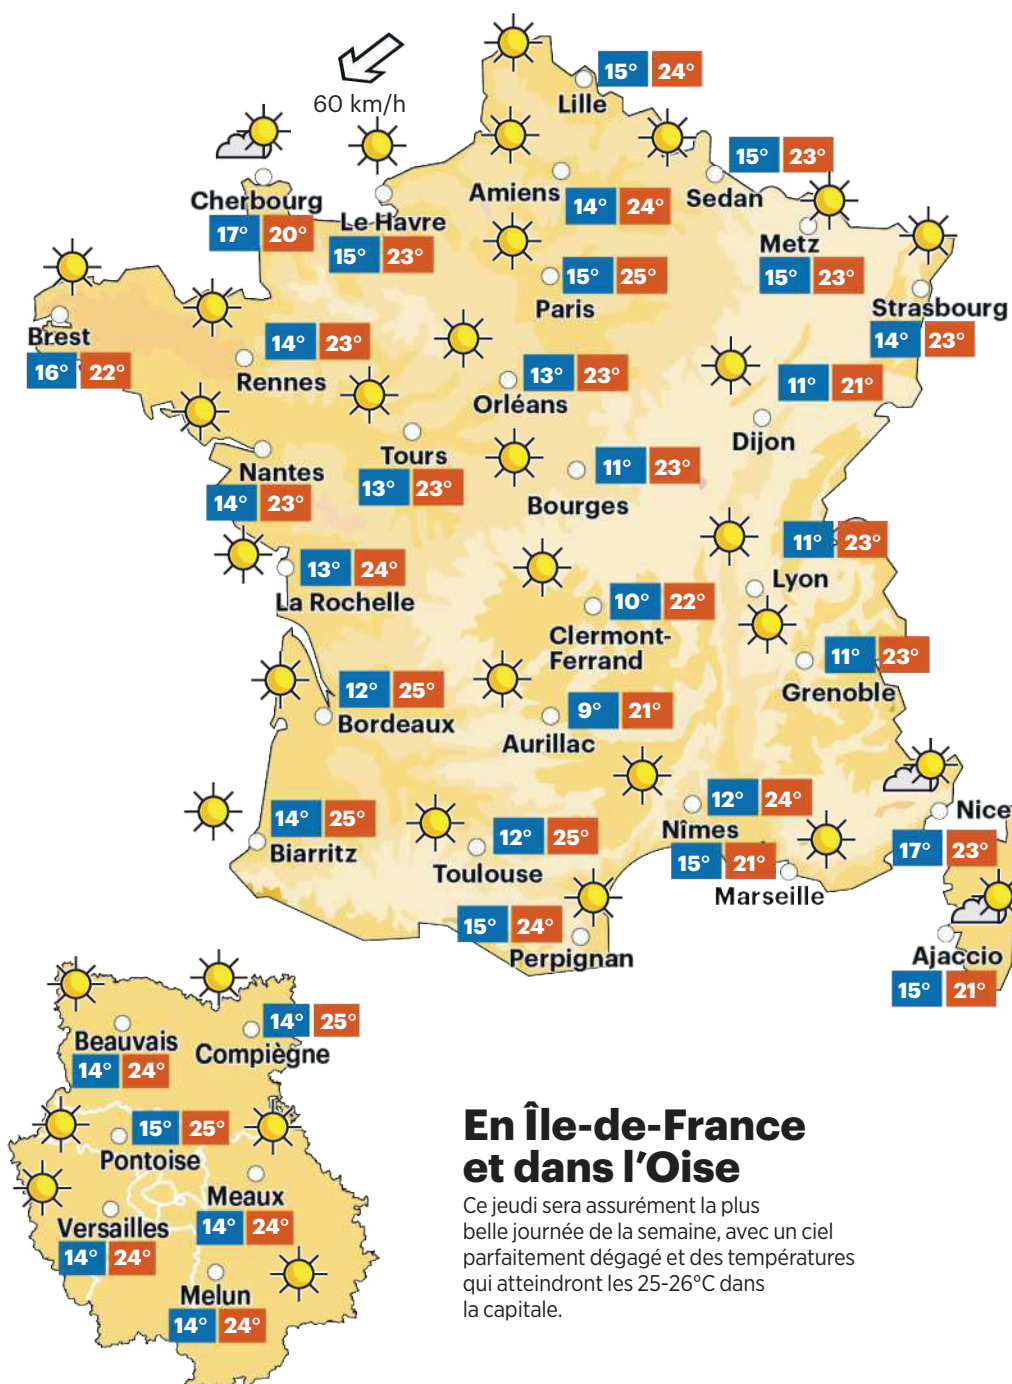 15° 24°
Lille
60 km/h
15° 23°
Sedan
Amiens
14° 24°
Cherbourg
17° 20°
Le Havre
15° 23°
Metz
15° 23°
15° 25°
Paris
Strasbourg
14° 23°
Brest
16° 22°
14° 23°
Rennes
13° 23°
Orléans
11° 21°
Dijon
Tours
13° 23°
Nantes
14° 23°
11° 23°
Bourges
11° 23°
Lyon
13° 24°
La Rochelle
10° 22°
Clermont-
Ferrand
11° 23°
Grenoble
12° 25°
Bordeaux
9° 21°
Aurillac
12° 24°
Nîmes
Nice
17° 23°
14° 25°
Biarritz
12° 25°
Toulouse
15° 21°
Marseille
15° 24°
Perpignan
Ajaccio
15° 21°
Beauvais
14° 24°
14° 25°
Compiègne
15° 25°
Pontoise
Meaux
14° 24°
Versailles
14° 24°
Melun
14° 24°
En Île-de-France
et dans l'Oise
Ce jeudi sera assurément la plus
belle journée de la semaine, avec un ciel
parfaitement dégagé et des températures
qui atteindront les 25-26°C dans
la capitale.